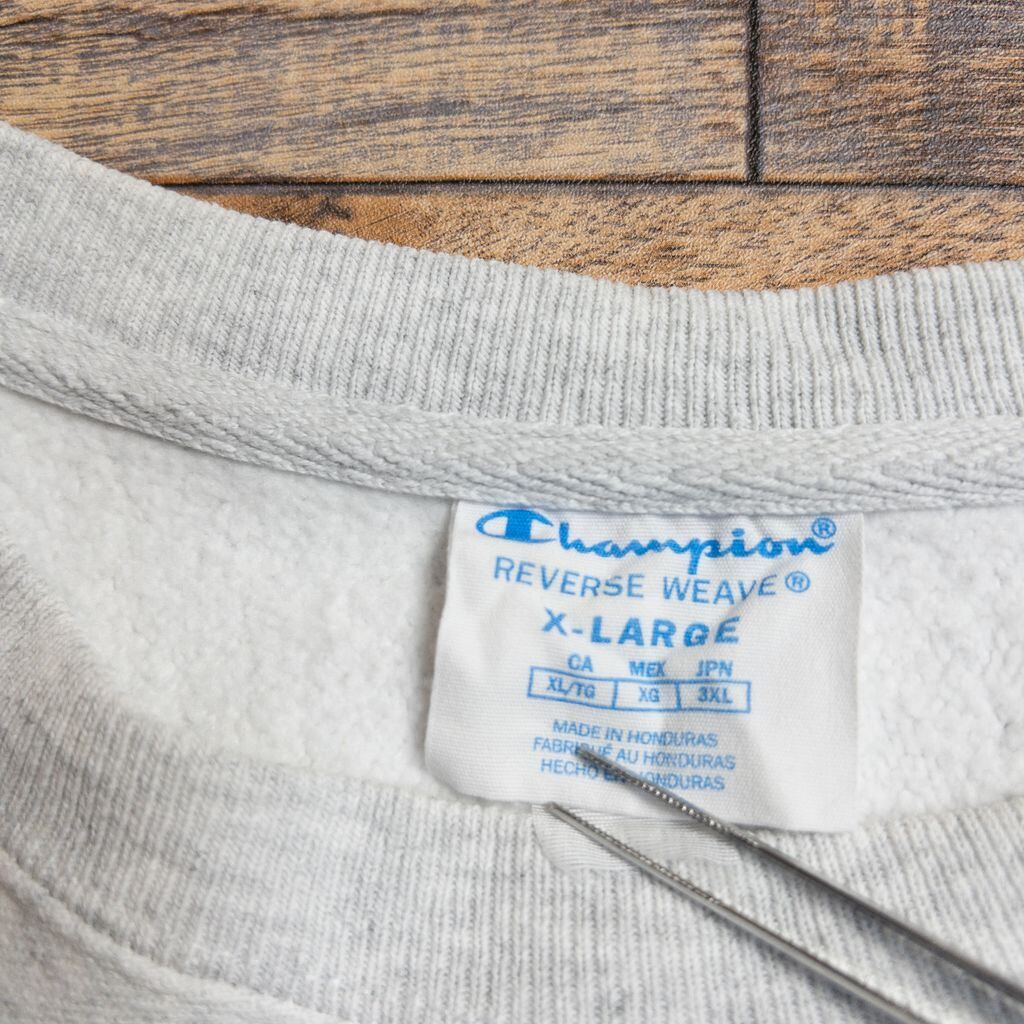 Champion®
REVERSE WEAVE®
X-LARGE
CA MEX JPN
XL/TG XG 3XL
MADE IN HONDURAS
FABRIQUÉ AU HONDURAS
HECHO EN HONDURAS